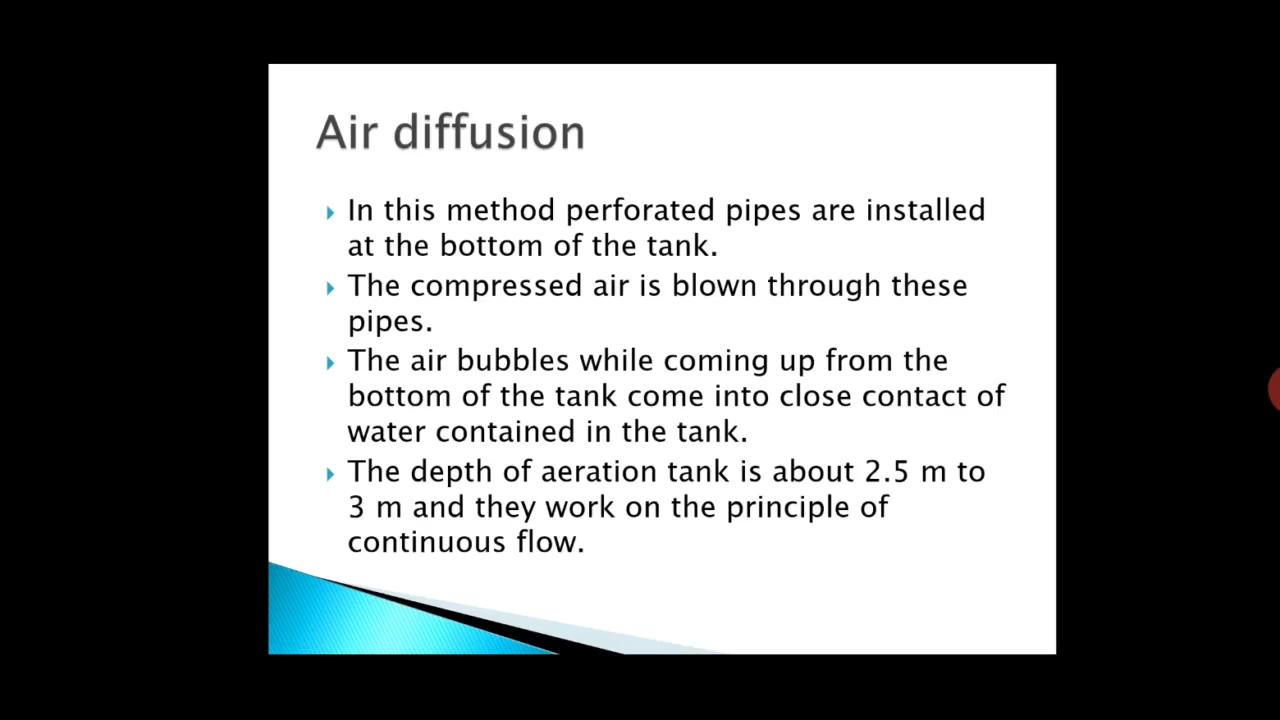 Air diffusion
In this method perforated pipes are installed
at the bottom of the tank.
The compressed air is blown through these
pipes.
The air bubbles while coming up from the
bottom of the tank come into close contact of
water contained in the tank.
The depth of aeration tank is about 2.5 m to
3 m and they work on the principle of
continuous flow.